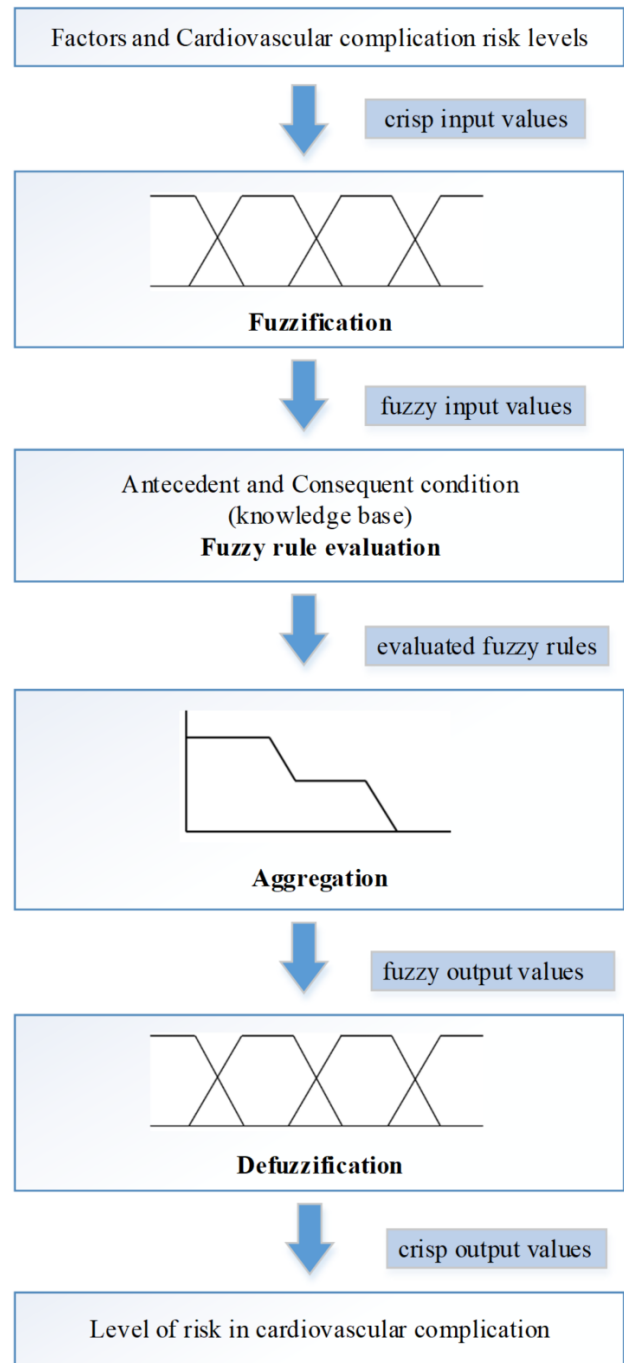 Factors and Cardiovascular complication risk levels
crisp input values
Fuzzification
fuzzy input values
Antecedent and Consequent condition
(knowledge base)
Fuzzy rule evaluation
evaluated fuzzy rules
Aggregation
fuzzy output values
Defuzzification
crisp output values
Level of risk in cardiovascular complication